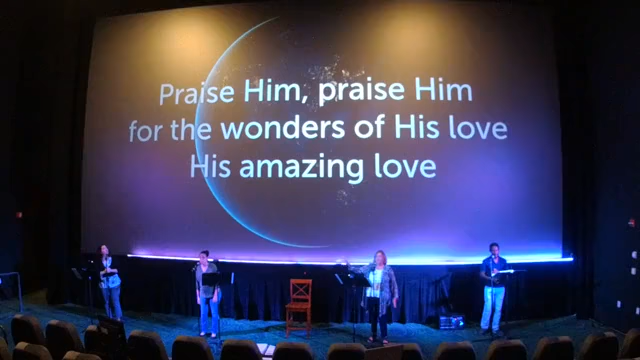 Praise Him, praise Him
for the wonders of His love
His amazing love